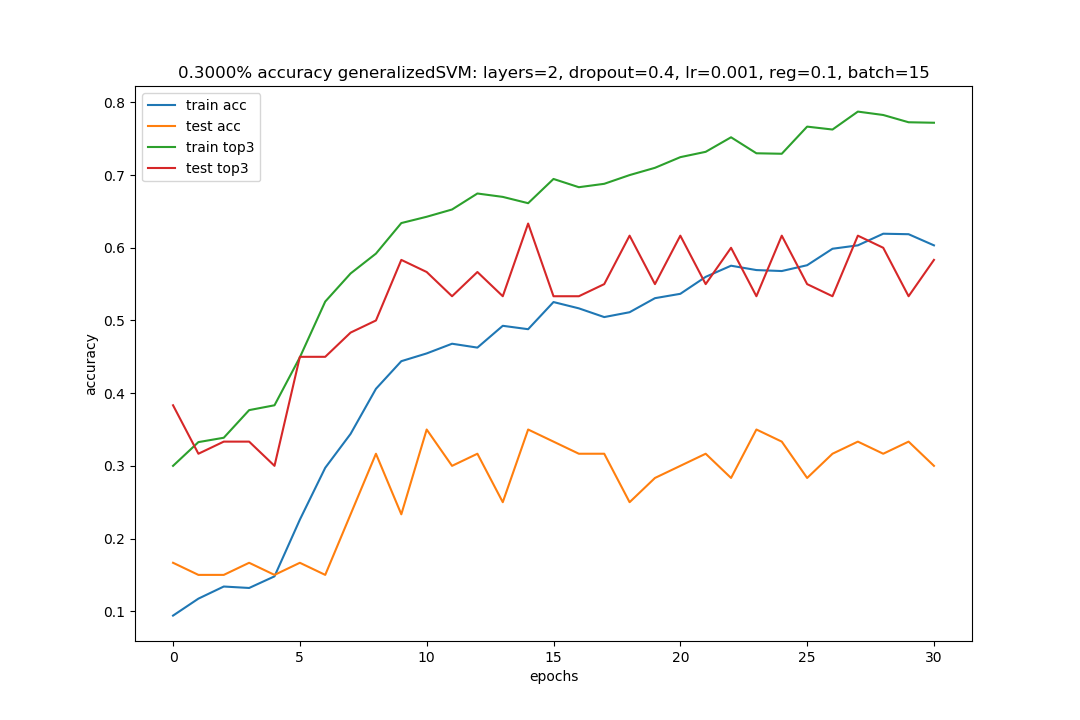 0.3000% accuracy generalizedSVM: layers=2, dropout=0.4, lr=0.001, reg=0.1, batch=15
train acc
test acc
train top3
test top3
0.8
0.7
0.6
0.5
0.4
0.3
0.2
0.1
accuracy
0 5 10 15 20 25 30
epochs